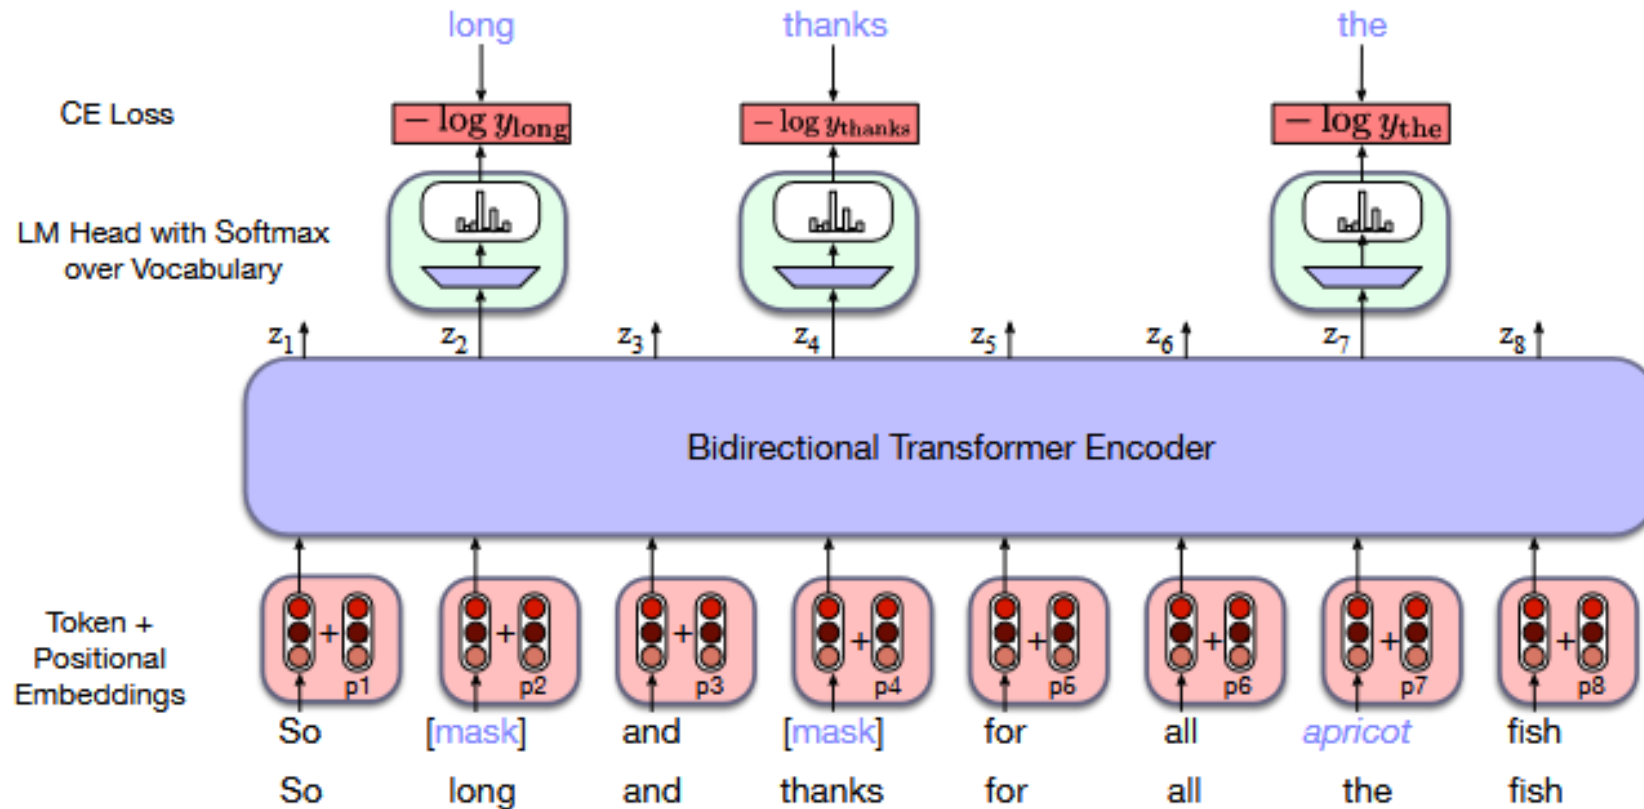 long thanks the
CE Loss
− log y_long − log y_thanks − log y_the
LM Head with Softmax
over Vocabulary
z1 z2 z3 z4 z5 z6 z7 z8
Bidirectional Transformer Encoder
Token +
Positional
Embeddings
+ + + + + + + +
p1 p2 p3 p4 p5 p6 p7 p8
So [mask] and [mask] for all apricot fish
So long and thanks for all the fish